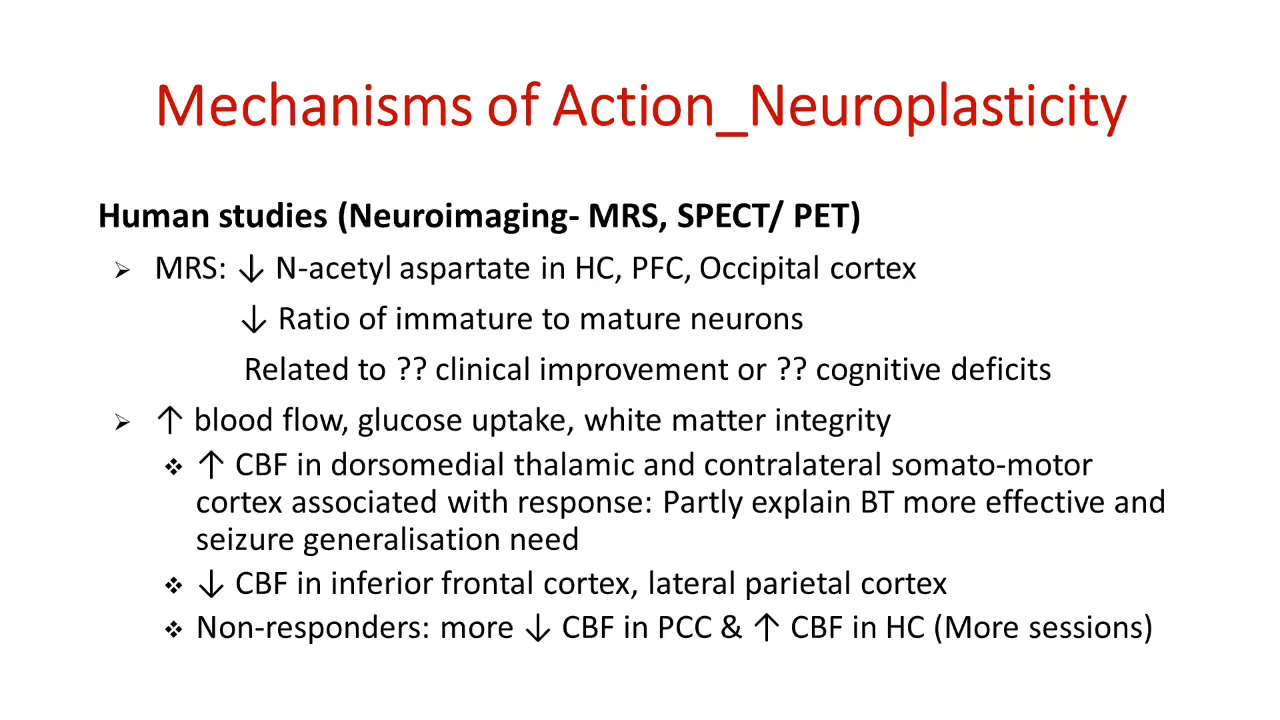 Mechanisms of Action_Neuroplasticity
Human studies (Neuroimaging- MRS, SPECT/ PET)
➢ MRS: ↓ N-acetyl aspartate in HC, PFC, Occipital cortex
↓ Ratio of immature to mature neurons
Related to ?? clinical improvement or ?? cognitive deficits
➢ ↑ blood flow, glucose uptake, white matter integrity
❖ ↑ CBF in dorsomedial thalamic and contralateral somato-motor
cortex associated with response: Partly explain BT more effective and
seizure generalisation need
❖ ↓ CBF in inferior frontal cortex, lateral parietal cortex
❖ Non-responders: more ↓ CBF in PCC & ↑ CBF in HC (More sessions)